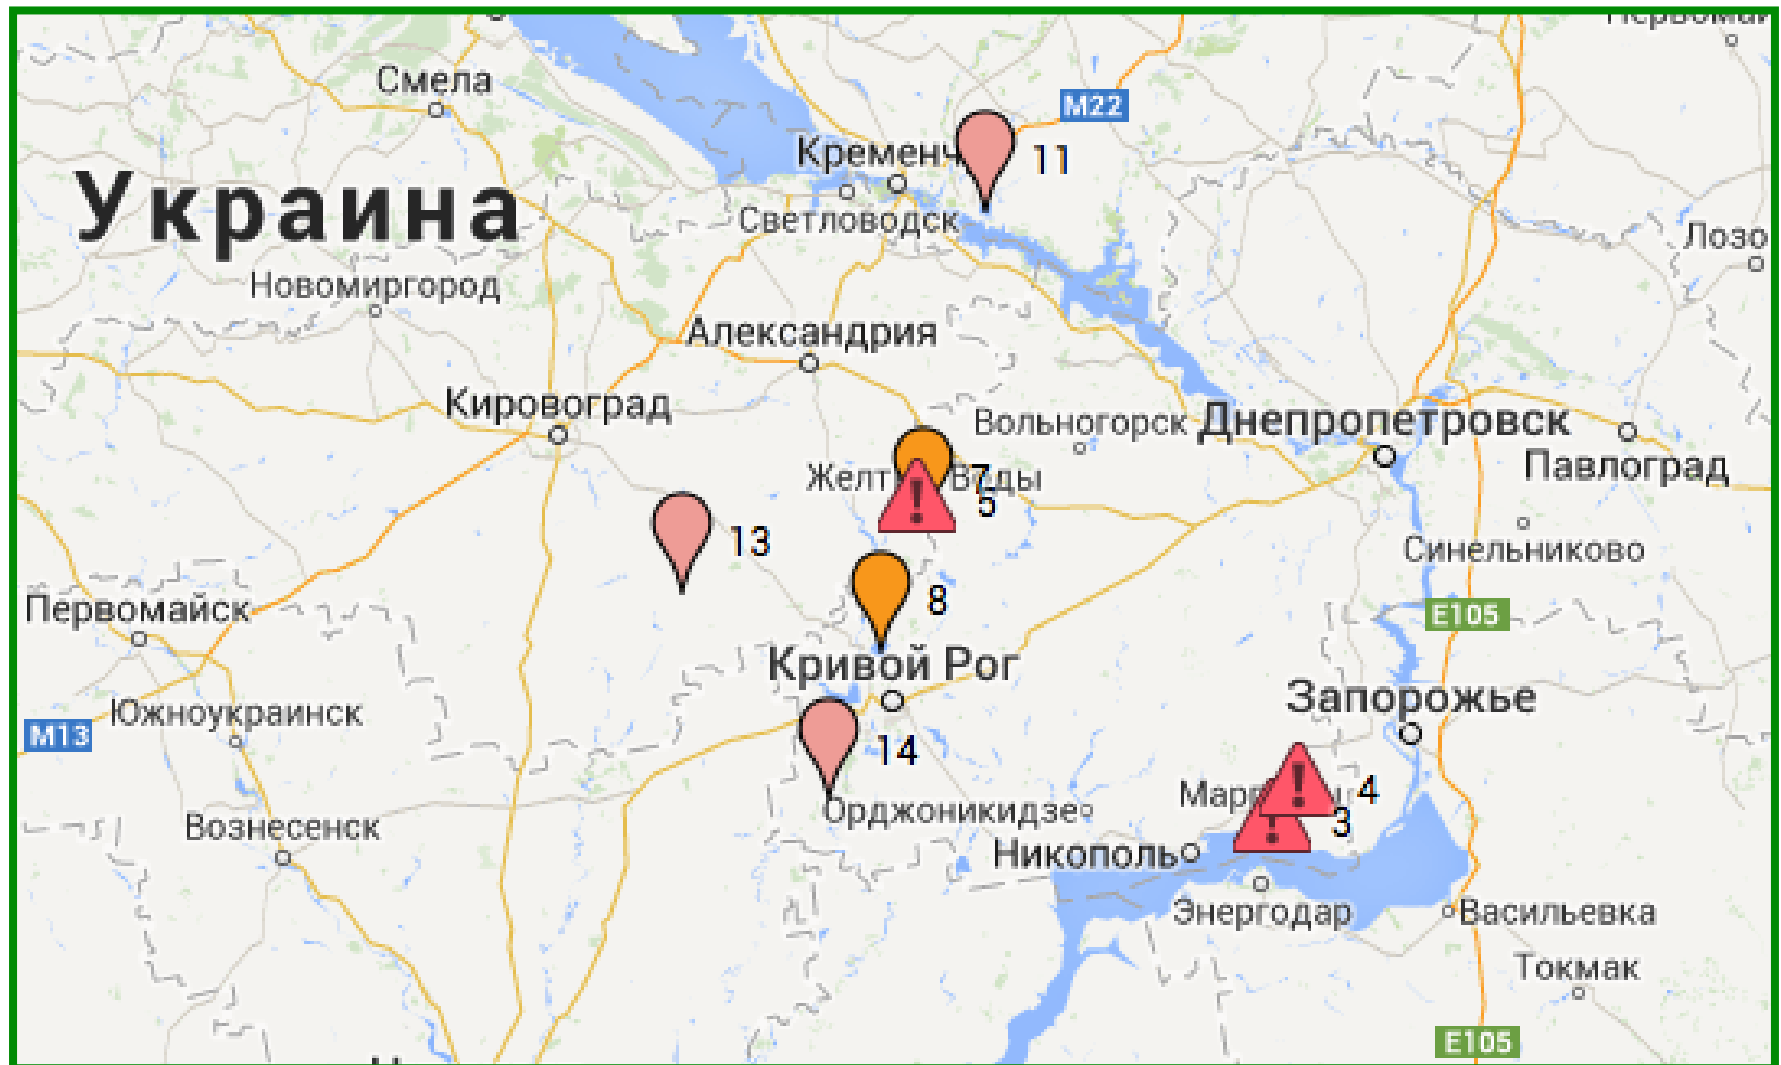 Смела
M22
Кременч
11
Украина
Светловодск
Лозо
Новомиргород
Александрия
Кировоград
Вольногорск
Днепропетровск
Павлоград
7
5
13
Синельниково
8
Первомайск
E105
Кривой Рог
Запорожье
Южноукраинск
M13
14
4
3
Орджоникидзе
Вознесенск
Никополь
Энергодар
Васильевка
Токмак
E105